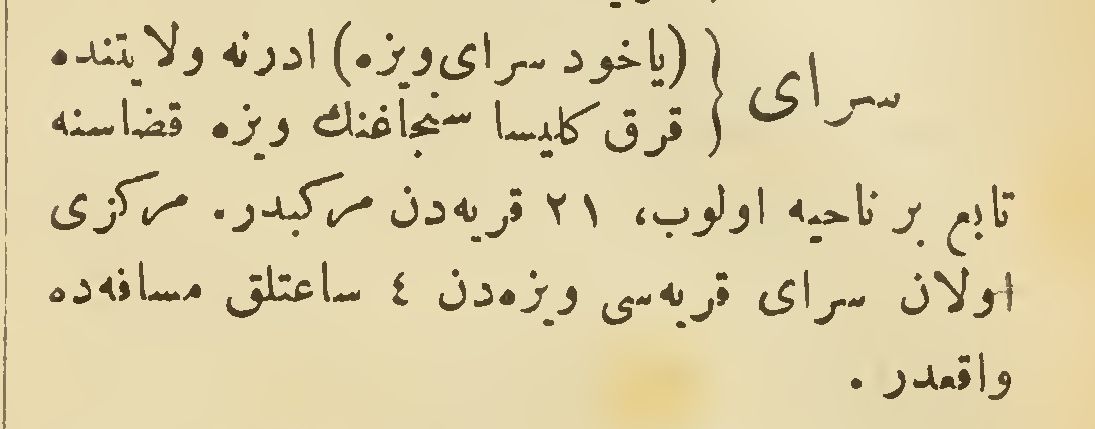 سرای { (یاخود سرای‌ویزه) ادرنه ولایتنده
قرق کلیسا سنجاغنك ویزه قضاسنه
تابع بر ناحیه اولوب، ٢١ قریه‌دن مرکبدر. مرکزی
اولان سرای قریه‌سی ویزه‌دن ٤ ساعتلق مسافه‌ده
واقعدر .